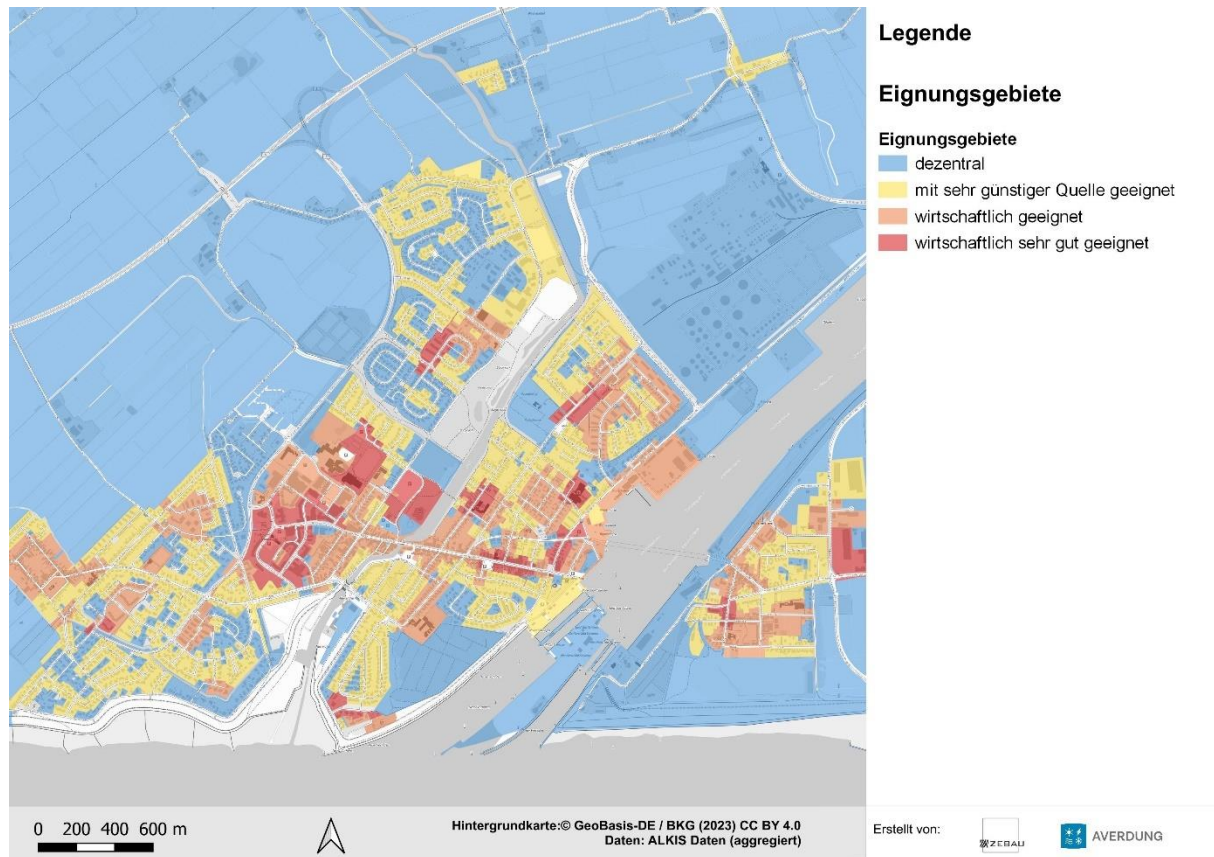 Legende
Eignungsgebiete
Eignungsgebiete
dezentral
mit sehr günstiger Quelle geeignet
wirtschaftlich geeignet
wirtschaftlich sehr gut geeignet
0 200 400 600 m
Hintergrundkarte:© GeoBasis-DE / BKG (2023) CC BY 4.0
Daten: ALKIS Daten (aggregiert)
Erstellt von:
ZEBAU
AVERDUNG